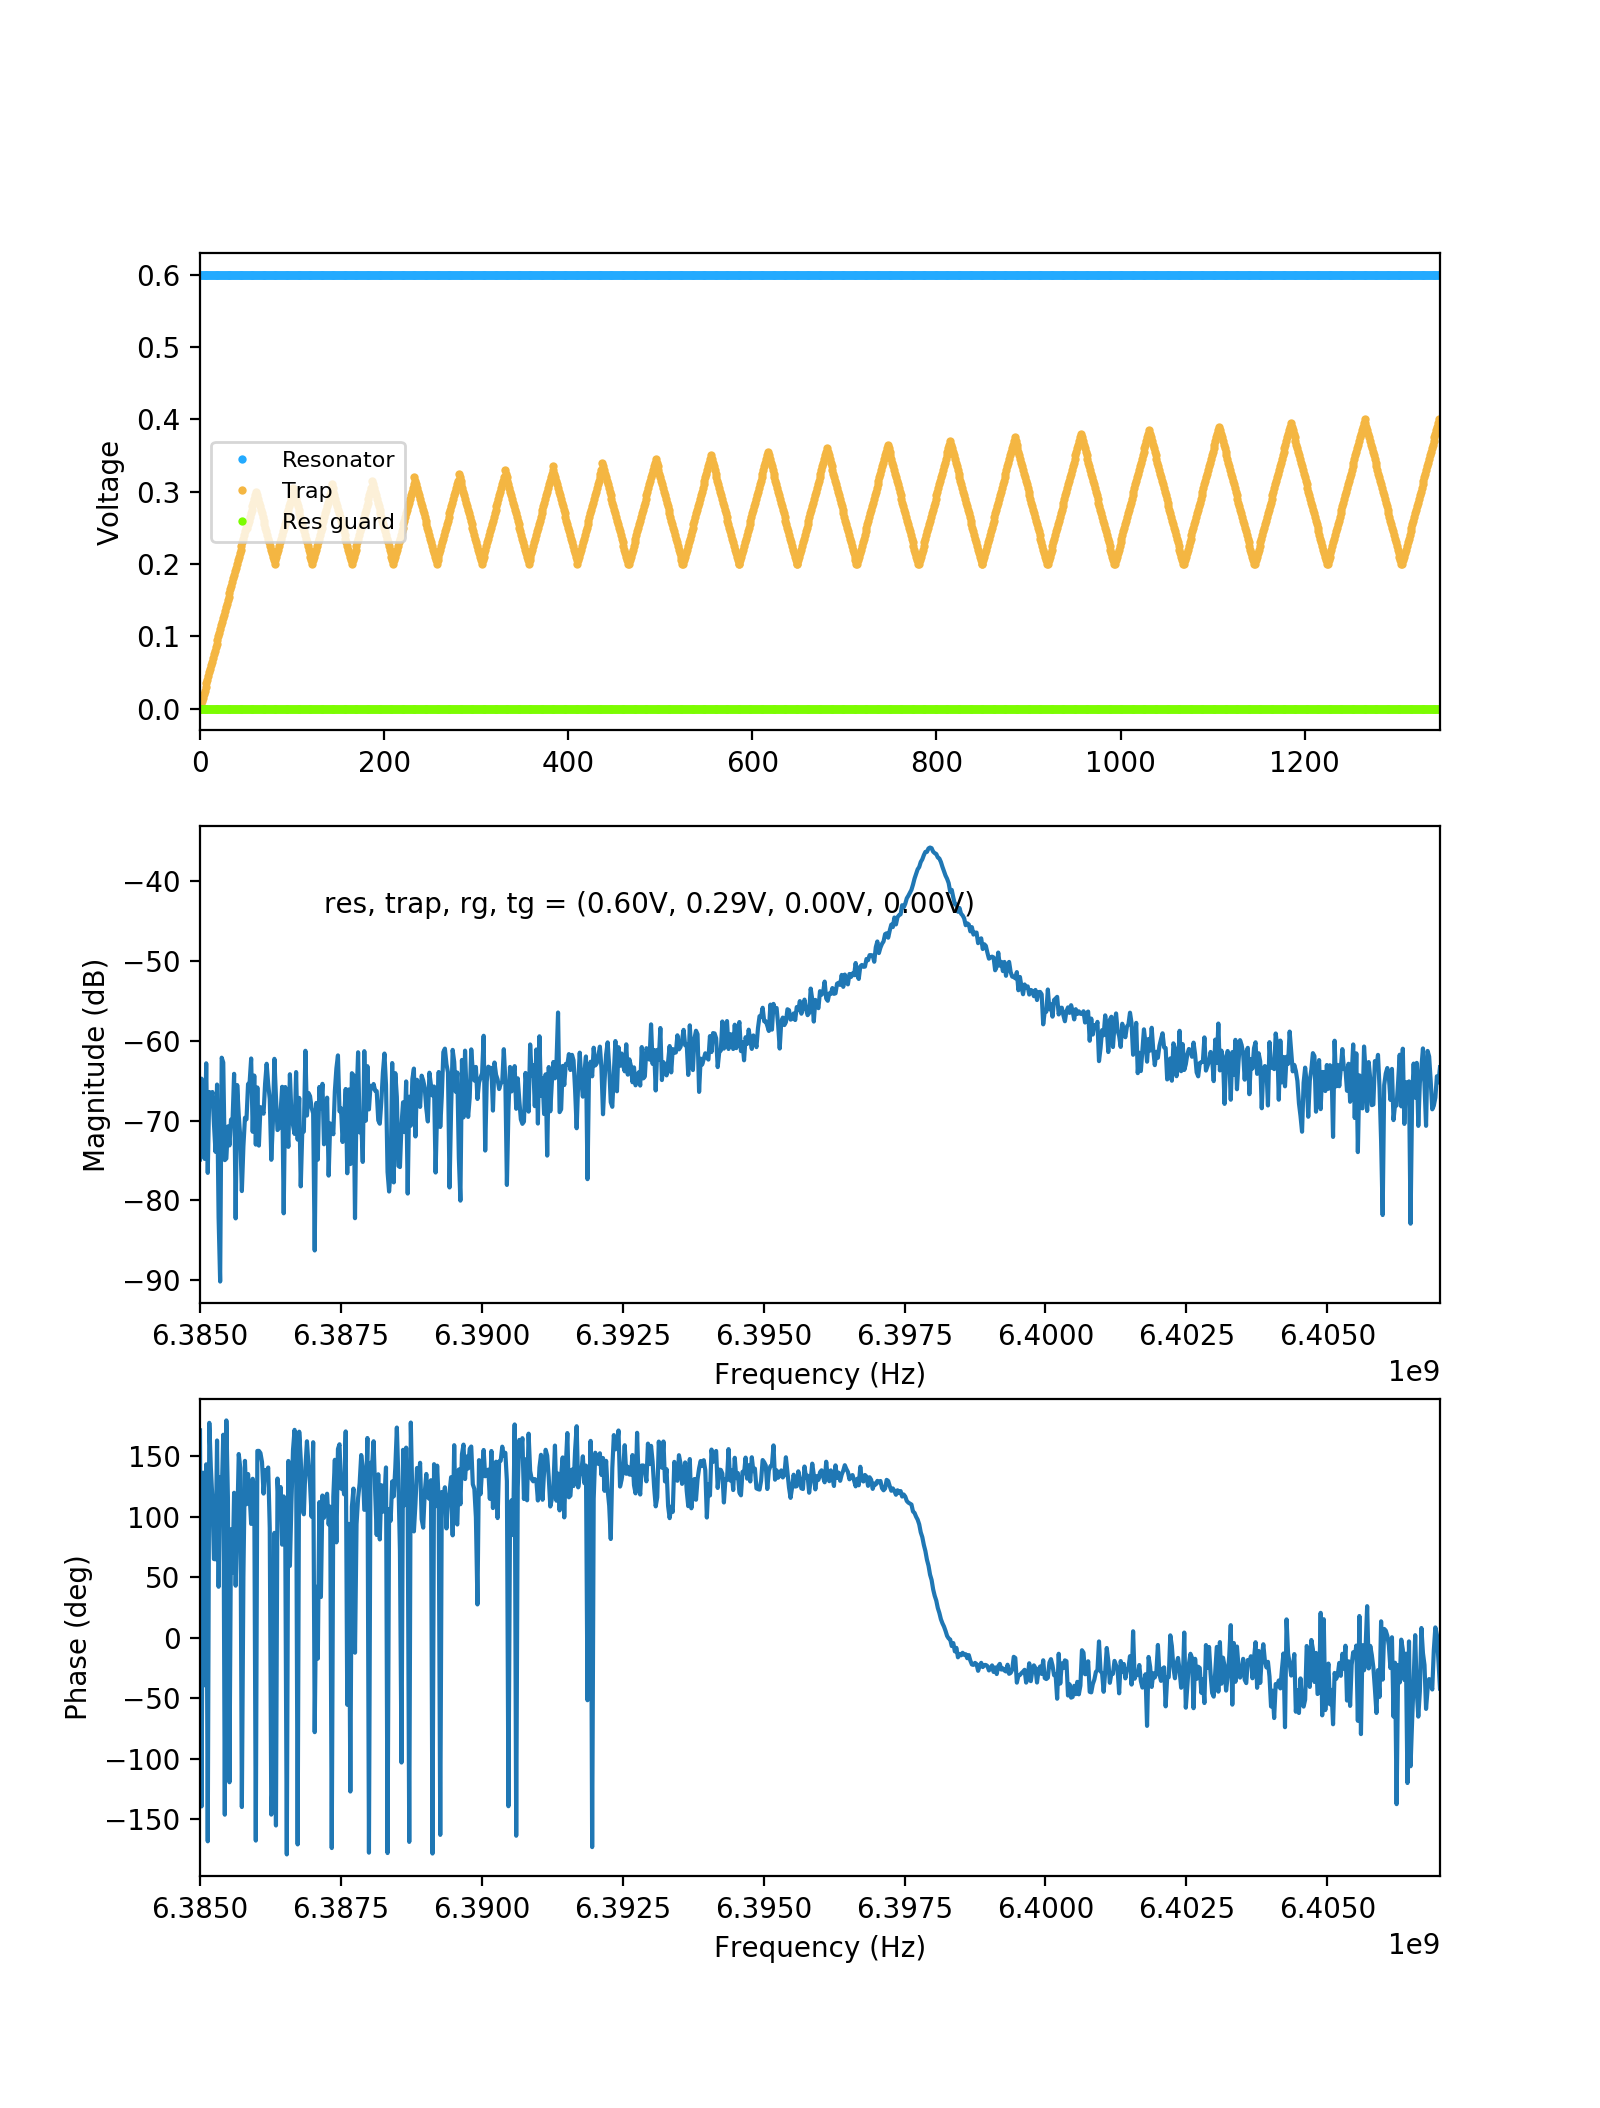 0.6
0.5
0.4
0.3
0.2
0.1
0.0
Voltage
Resonator
Trap
Res guard
0 200 400 600 800 1000 1200
−40
−50
−60
−70
−80
−90
Magnitude (dB)
res, trap, rg, tg = (0.60V, 0.29V, 0.00V, 0.00V)
6.3850 6.3875 6.3900 6.3925 6.3950 6.3975 6.4000 6.4025 6.4050
Frequency (Hz)
1e9
150
100
50
0
−50
−100
−150
Phase (deg)
6.3850 6.3875 6.3900 6.3925 6.3950 6.3975 6.4000 6.4025 6.4050
Frequency (Hz)
1e9